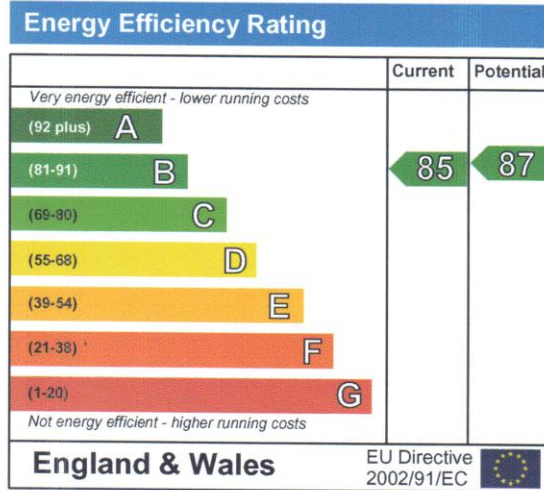 Energy Efficiency Rating
Current Potential
Very energy efficient - lower running costs
(92 plus) A
(81-91) B 85 87
(69-80) C
(55-68) D
(39-54) E
(21-38) F
(1-20) G
Not energy efficient - higher running costs
England & Wales
EU Directive
2002/91/EC